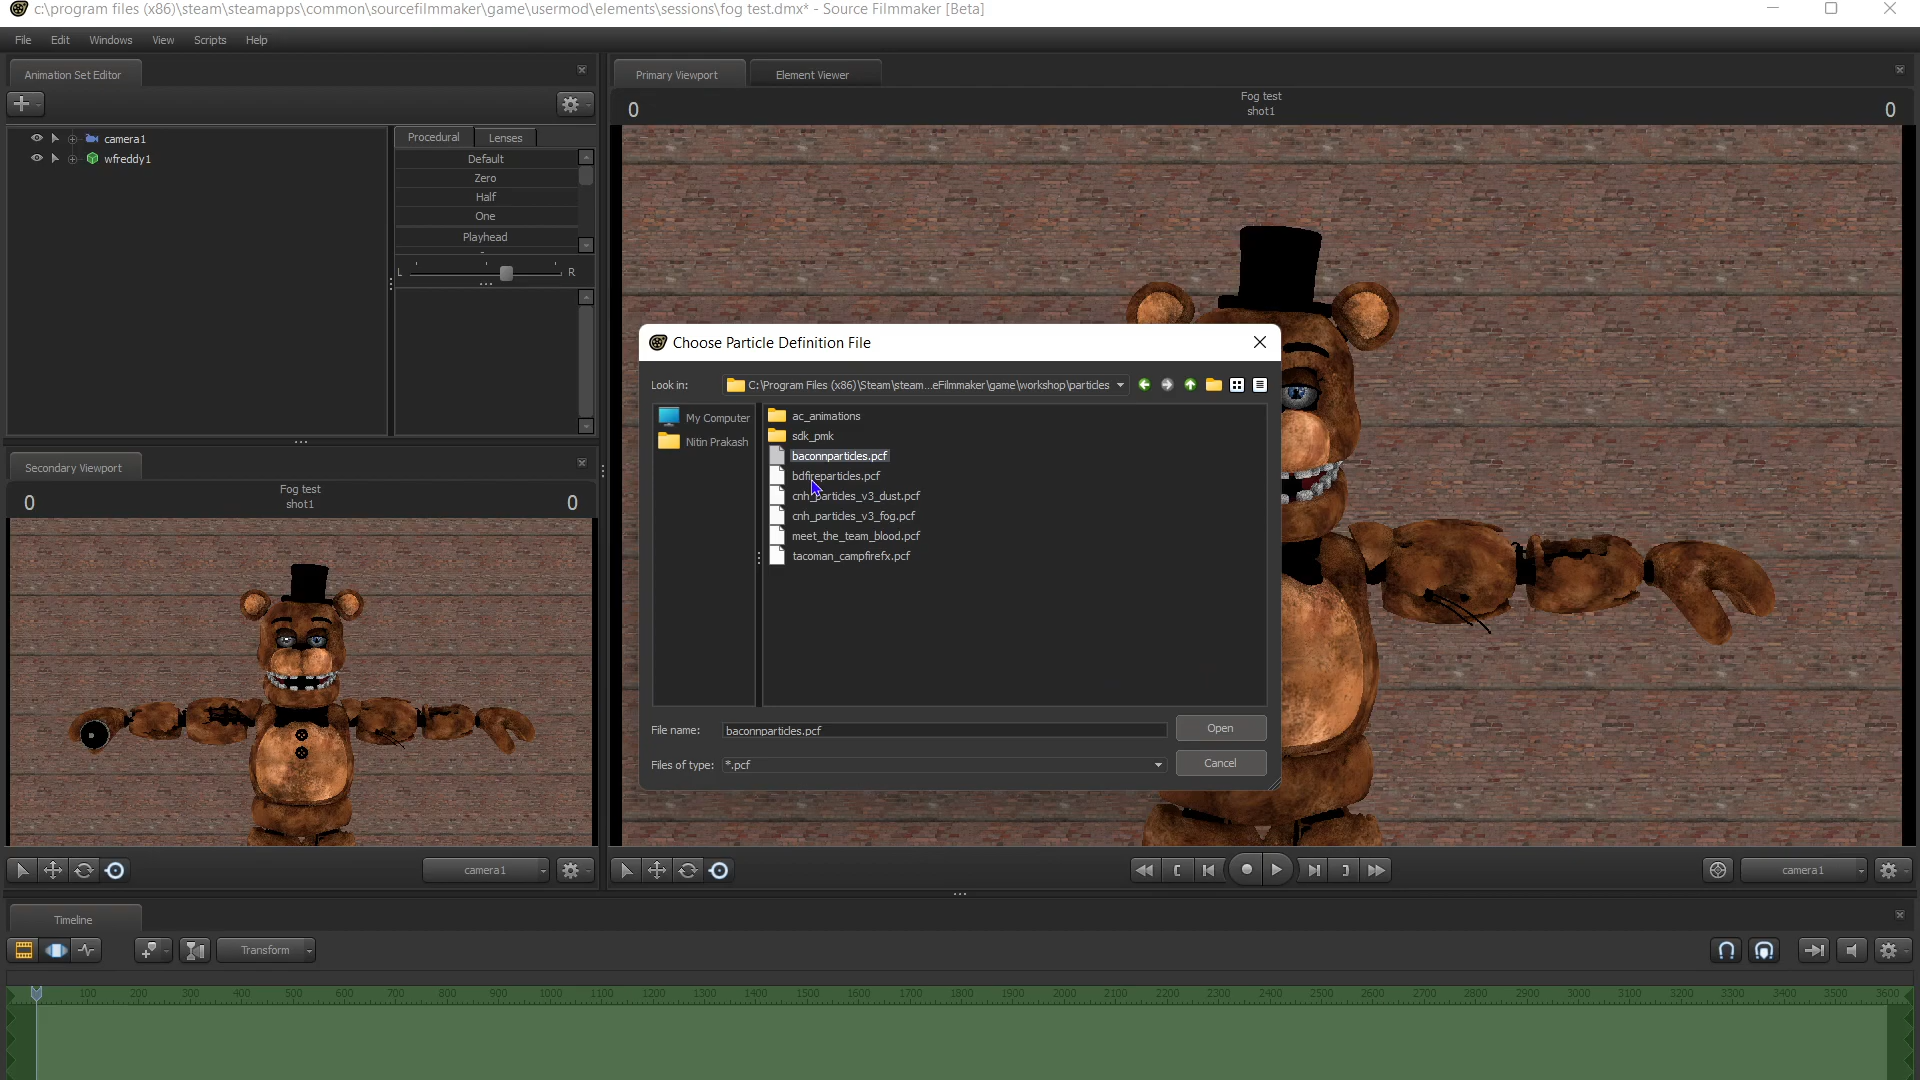 c:\program files (x86)\steam\steamapps\common\sourcefilmmaker\game\usermod\elements\sessions\fog test.dmx* - Source Filmmaker [Beta]
File Edit Windows View Scripts Help
Animation Set Editor
Primary Viewport Element Viewer
0 Fog test 0
shot1
camera1
wfreddy1
Procedural Lenses
Default
Zero
Half
One
Playhead
L R
Secondary Viewport
0 Fog test 0
shot1
Choose Particle Definition File
Look in: C:\Program Files (x86)\Steam\steam...eFilmmaker\game\workshop\particles
My Computer
Nitin Prakash
ac_animations
sdk_pmk
baconnparticles.pcf
bdfireparticles.pcf
cnh_particles_v3_dust.pcf
cnh_particles_v3_fog.pcf
meet_the_team_blood.pcf
tacoman_campfirefx.pcf
File name: baconnparticles.pcf Open
Files of type: *.pcf Cancel
camera1
camera1
Timeline
Transform
100 200 300 400 500 600 700 800 900 1000 1100 1200 1300 1400 1500 1600 1700 1800 1900 2000 2100 2200 2300 2400 2500 2600 2700 2800 2900 3000 3100 3200 3300 3400 3500 3600